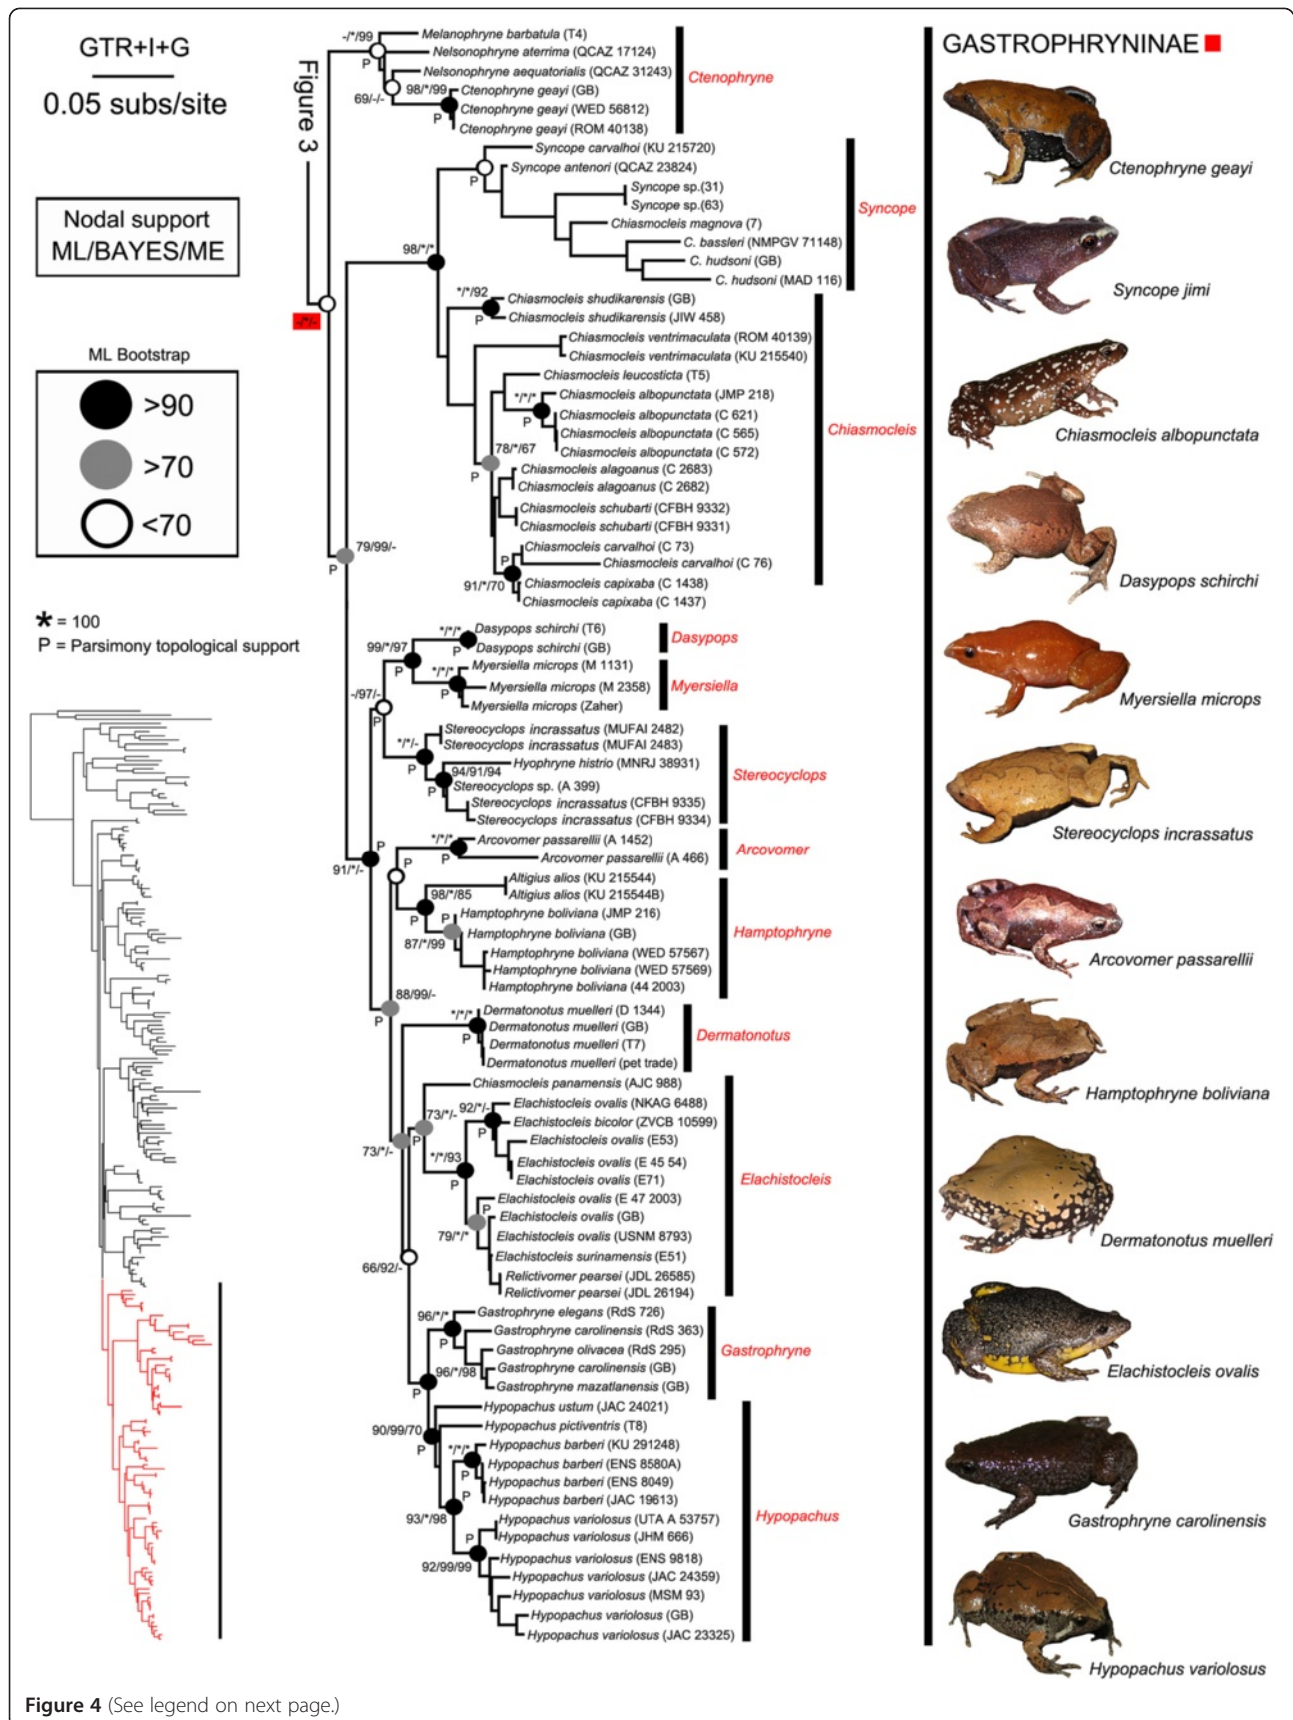 GTR+I+G
0.05 subs/site
Nodal support
ML/BAYES/ME
ML Bootstrap
>90
>70
<70
* = 100
P = Parsimony topological support
Figure 3
-/*/-
-/*/99
P
Melanophryne barbatula (T4)
Nelsonophryne aterrima (QCAZ 17124)
Nelsonophryne aequatorialis (QCAZ 31243)
69/-/-
98/*/99
P
Ctenophryne geayi (GB)
Ctenophryne geayi (WED 56812)
Ctenophryne geayi (ROM 40138)
Ctenophryne
Syncope carvalhoi (KU 215720)
P
Syncope antenori (QCAZ 23824)
Syncope sp.(31)
Syncope sp.(63)
Chiasmocleis magnova (7)
C. bassleri (NMPGV 71148)
C. hudsoni (GB)
C. hudsoni (MAD 116)
Syncope
98/*/*
*/*/92
P
Chiasmocleis shudikarensis (GB)
Chiasmocleis shudikarensis (JIW 458)
Chiasmocleis ventrimaculata (ROM 40139)
Chiasmocleis ventrimaculata (KU 215540)
Chiasmocleis leucosticta (T5)
*/*/*
P
Chiasmocleis albopunctata (JMP 218)
Chiasmocleis albopunctata (C 621)
Chiasmocleis albopunctata (C 565)
Chiasmocleis albopunctata (C 572)
78/*/67
P
Chiasmocleis alagoanus (C 2683)
Chiasmocleis alagoanus (C 2682)
Chiasmocleis schubarti (CFBH 9332)
Chiasmocleis schubarti (CFBH 9331)
Chiasmocleis carvalhoi (C 73)
P
Chiasmocleis carvalhoi (C 76)
91/*/70
Chiasmocleis capixaba (C 1438)
Chiasmocleis capixaba (C 1437)
Chiasmocleis
79/99/-
P
99/*/97
P
*/*/*
P
Dasypops schirchi (T6)
Dasypops schirchi (GB)
Dasypops
*/*/*
P
Myersiella microps (M 1131)
Myersiella microps (M 2358)
Myersiella microps (Zaher)
Myersiella
-/97/-
P
*/*/-
P
Stereocyclops incrassatus (MUFAI 2482)
Stereocyclops incrassatus (MUFAI 2483)
Hyophryne histrio (MNRJ 38931)
94/91/94
P
Stereocyclops sp. (A 399)
Stereocyclops incrassatus (CFBH 9335)
Stereocyclops incrassatus (CFBH 9334)
Stereocyclops
91/*/-
P
P
*/*/*
P
Arcovomer passarellii (A 1452)
Arcovomer passarellii (A 466)
Arcovomer
98/*/85
P
Altigius alios (KU 215544)
Altigius alios (KU 215544B)
P
Hamptophryne boliviana (JMP 216)
87/*/99
Hamptophryne boliviana (GB)
Hamptophryne boliviana (WED 57567)
Hamptophryne boliviana (WED 57569)
Hamptophryne boliviana (44 2003)
Hamptophryne
88/99/-
P
*/*/*
P
Dermatonotus muelleri (D 1344)
Dermatonotus muelleri (GB)
Dermatonotus muelleri (T7)
Dermatonotus muelleri (pet trade)
Dermatonotus
73/*/-
73/*/-
P
Chiasmocleis panamensis (AJC 988)
92/*/-
P
Elachistocleis ovalis (NKAG 6488)
Elachistocleis bicolor (ZVCB 10599)
Elachistocleis ovalis (E53)
Elachistocleis ovalis (E 45 54)
Elachistocleis ovalis (E71)
*/*/93
P
Elachistocleis ovalis (E 47 2003)
P
79/*/*
Elachistocleis ovalis (GB)
Elachistocleis ovalis (USNM 8793)
Elachistocleis surinamensis (E51)
Relictivomer pearsei (JDL 26585)
Relictivomer pearsei (JDL 26194)
Elachistocleis
66/92/-
96/*/*
P
Gastrophryne elegans (RdS 726)
Gastrophryne carolinensis (RdS 363)
Gastrophryne olivacea (RdS 295)
Gastrophryne carolinensis (GB)
Gastrophryne mazatlanensis (GB)
Gastrophryne
96/*/98
P
Hypopachus ustum (JAC 24021)
90/99/70
P
Hypopachus pictiventris (T8)
*/*/*
P
Hypopachus barberi (KU 291248)
Hypopachus barberi (ENS 8580A)
Hypopachus barberi (ENS 8049)
Hypopachus barberi (JAC 19613)
93/*/98
P
92/99/99
Hypopachus variolosus (UTA A 53757)
Hypopachus variolosus (JHM 666)
Hypopachus variolosus (ENS 9818)
Hypopachus variolosus (JAC 24359)
Hypopachus variolosus (MSM 93)
Hypopachus variolosus (GB)
Hypopachus variolosus (JAC 23325)
Hypopachus
GASTROPHRYNINAE
Ctenophryne geayi
Syncope jimi
Chiasmocleis albopunctata
Dasypops schirchi
Myersiella microps
Stereocyclops incrassatus
Arcovomer passarellii
Hamptophryne boliviana
Dermatonotus muelleri
Elachistocleis ovalis
Gastrophryne carolinensis
Hypopachus variolosus
Figure 4 (See legend on next page.)